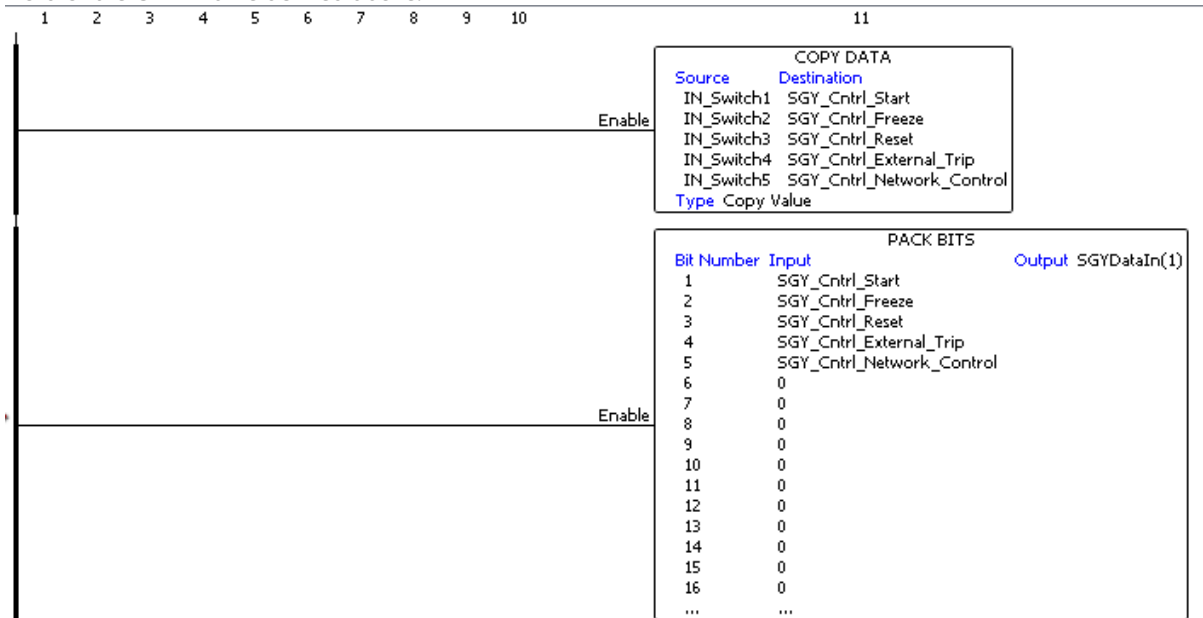 1 2 3 4 5 6 7 8 9 10 11
COPY DATA
Source Destination
IN_Switch1 SGY_Cntrl_Start
Enable IN_Switch2 SGY_Cntrl_Freeze
IN_Switch3 SGY_Cntrl_Reset
IN_Switch4 SGY_Cntrl_External_Trip
IN_Switch5 SGY_Cntrl_Network_Control
Type Copy Value
PACK BITS
Bit Number Input Output SGYDataIn(1)
1 SGY_Cntrl_Start
2 SGY_Cntrl_Freeze
3 SGY_Cntrl_Reset
4 SGY_Cntrl_External_Trip
5 SGY_Cntrl_Network_Control
6 0
7 0
Enable
8 0
9 0
10 0
11 0
12 0
13 0
14 0
15 0
16 0
... ...